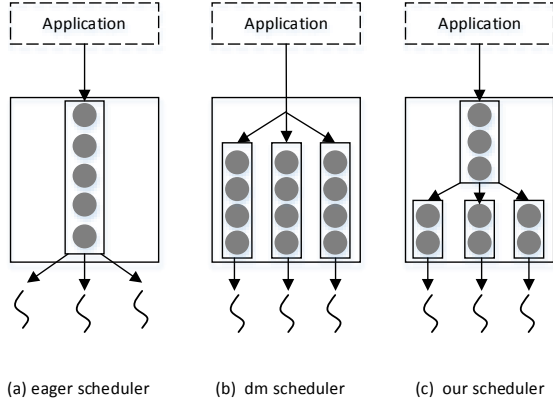 Application
Application
Application
(a) eager scheduler
(b) dm scheduler
(c) our scheduler